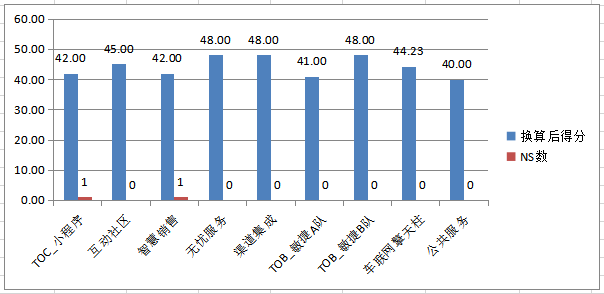 60.00
50.00
40.00
30.00
20.00
10.00
0.00
42.00 45.00 42.00 48.00 48.00 41.00 48.00 44.23 40.00
1 0 1 0 0 0 0 0 0
TOC_小程序
互动社区
智慧销售
无忧服务
渠道集成
TOB_敏捷A队
TOB_敏捷B队
车联网擎天柱
公共服务
换算后得分
NS数